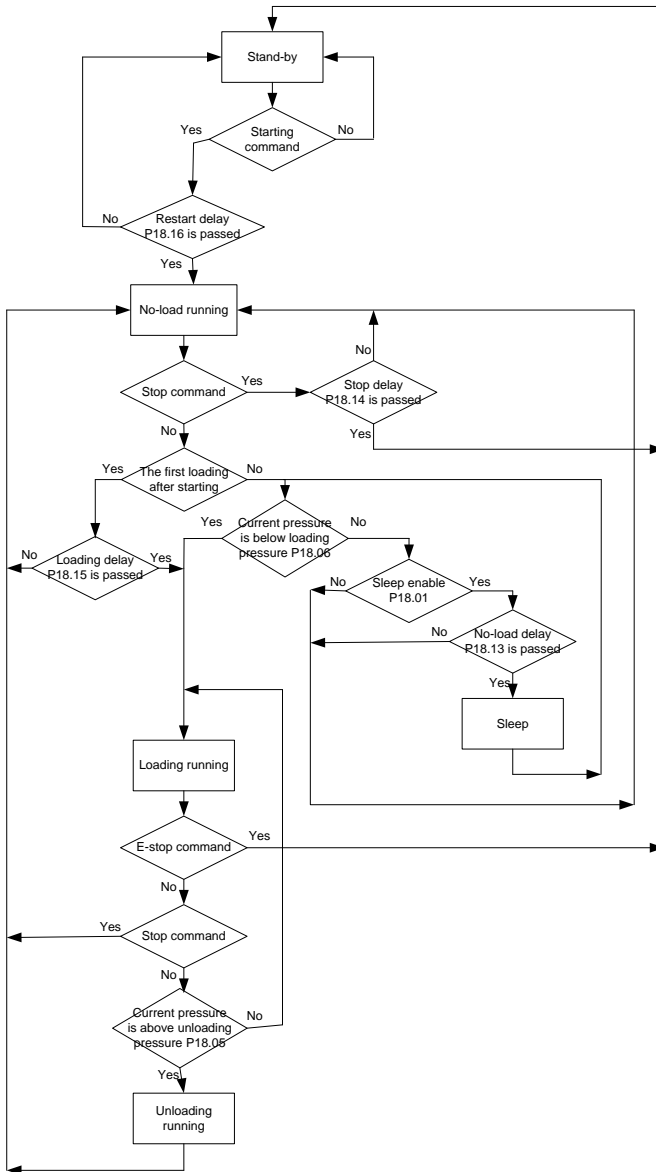 Stand-by
Yes
Starting
command
No
No
Restart delay
P18.16 is passed
Yes
No-load running
No
Stop command
Yes
Stop delay
P18.14 is passed
No
Yes
Yes
The first loading
after starting
No
Yes
Current pressure
is below loading
pressure P18.06
No
No
Loading delay
P18.15 is passed
Yes
No
Sleep enable
P18.01
Yes
No
No-load delay
P18.13 is passed
Yes
Sleep
Loading running
E-stop command
Yes
No
Yes
Stop command
No
Current pressure
is above unloading
pressure P18.05
No
Yes
Unloading
running